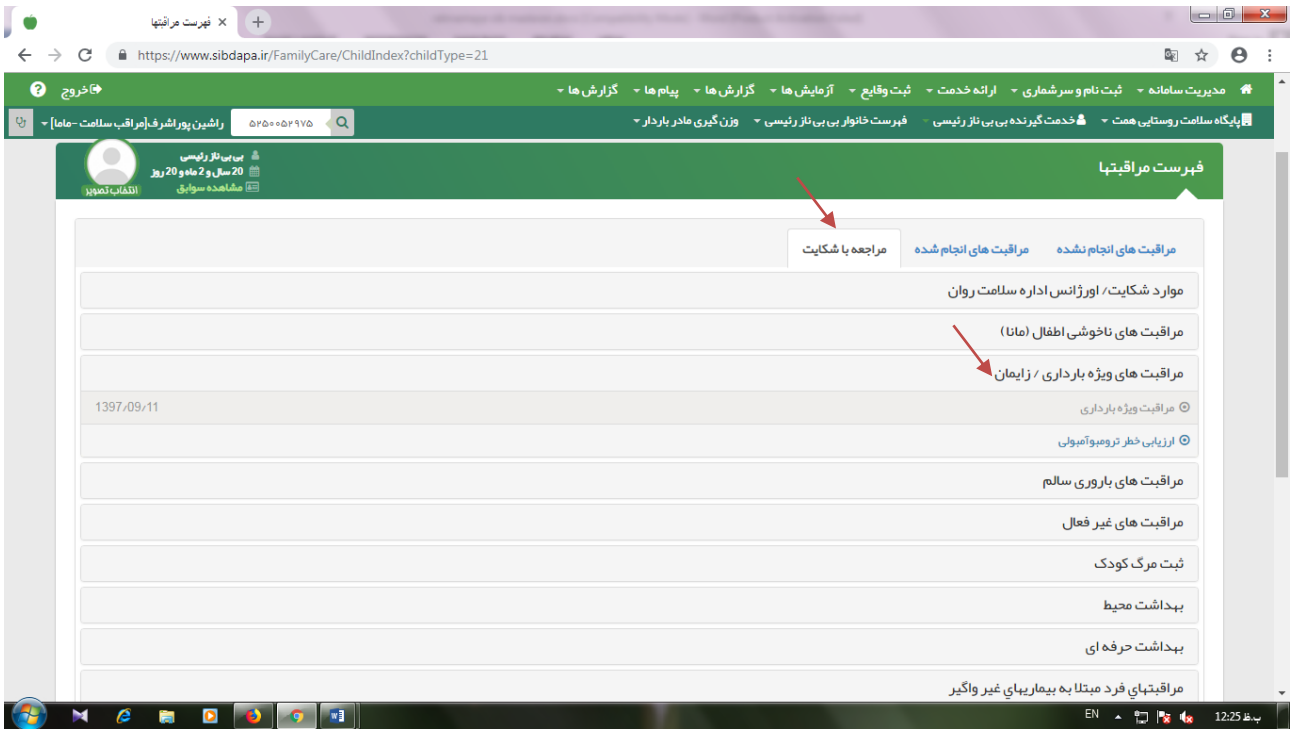 فهرست مراقبتها
https://www.sibdapa.ir/FamilyCare/ChildIndex?childType=21
مدیریت سامانه ثبت نام و سرشماری ارائه خدمت ثبت وقایع آزمایش ها گزارش ها پیام ها گزارش ها
خروج
پایگاه سلامت روستایی همت خدمت گیرنده بی بی ناز رئیسی فهرست خانوار بی بی ناز رئیسی وزن گیری مادر باردار
۵۲۵۰۰۵۲۹۷۵
راشین پوراشرف[مراقب سلامت -ماما]
فهرست مراقبتها
بی بی ناز رئیسی
20 سال و 2 ماه و 20 روز
مشاهده سوابق
انتخاب تصویر
مراقبت های انجام نشده مراقبت های انجام شده مراجعه با شکایت
موارد شکایت/ اورژانس اداره سلامت روان
مراقبت های ناخوشی اطفال (مانا)
مراقبت های ویژه بارداری / زایمان
مراقبت ویژه بارداری 1397/09/11
ارزیابی خطر ترومبوآمبولی
مراقبت های باروری سالم
مراقبت های غیر فعال
ثبت مرگ کودک
بهداشت محیط
بهداشت حرفه ای
مراقبتهاي فرد مبتلا به بیماریهاي غیر واگیر
EN
12:25 ب.ظ